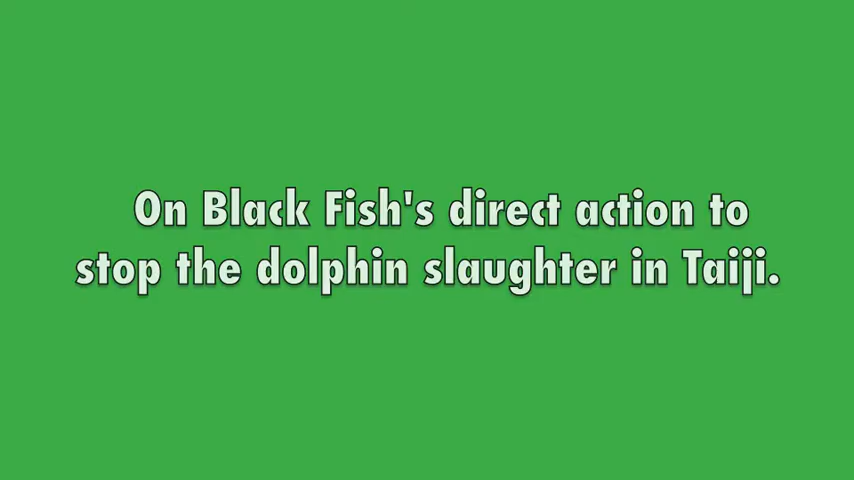 On Black Fish's direct action to
stop the dolphin slaughter in Taiji.